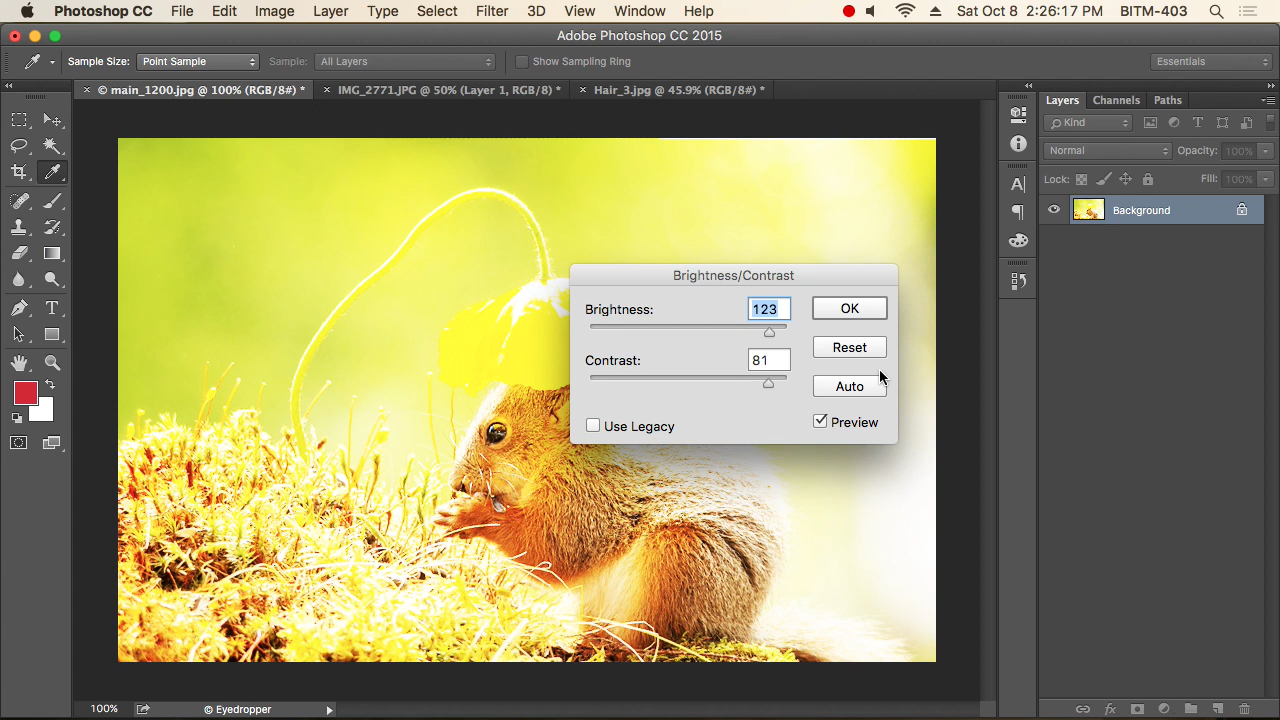 Photoshop CC File Edit Image Layer Type Select Filter 3D View Window Help Sat Oct 8 2:26:17 PM BITM-403
Adobe Photoshop CC 2015
Sample Size: Point Sample Sample: All Layers Show Sampling Ring Essentials
× © main_1200.jpg @ 100% (RGB/8#) * × IMG_2771.JPG @ 50% (Layer 1, RGB/8) * × Hair_3.jpg @ 45.9% (RGB/8#) *
Layers Channels Paths
Kind
Normal Opacity: 100%
Lock: Fill: 100%
Background
Brightness/Contrast
Brightness: 123 OK
Reset
Contrast: 81
Auto
Use Legacy Preview
100% © Eyedropper